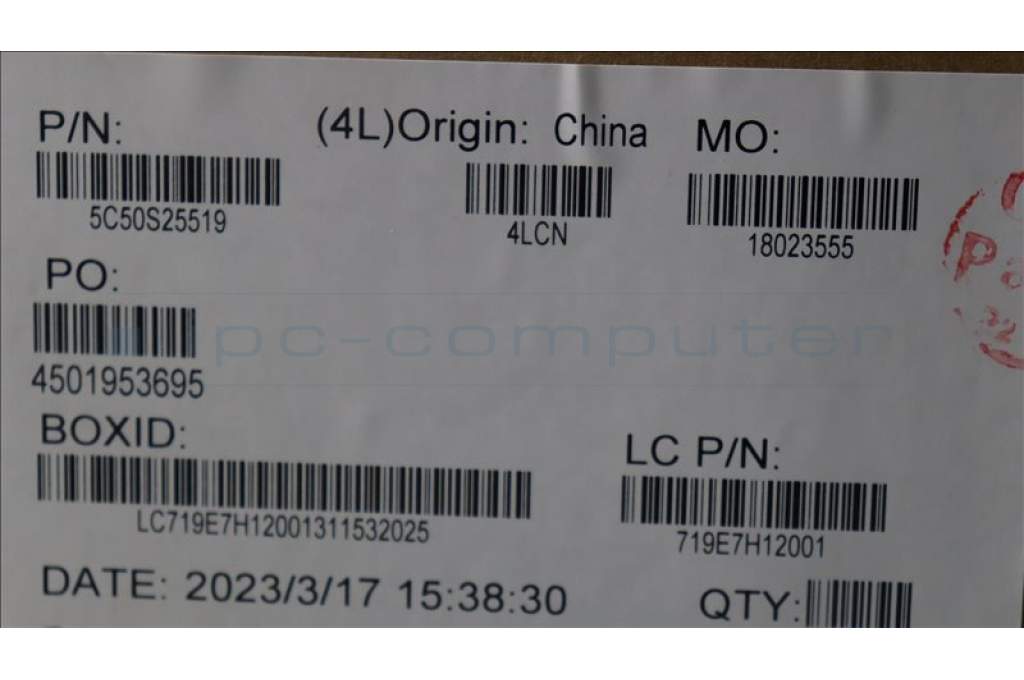 P/N: (4L)Origin: China MO:
5C50S25519 4LCN 18023555
PO:
pc-computer
4501953695
BOXID: LC P/N:
LC719E7H12001311532025 719E7H12001
DATE: 2023/3/17 15:38:30 QTY: